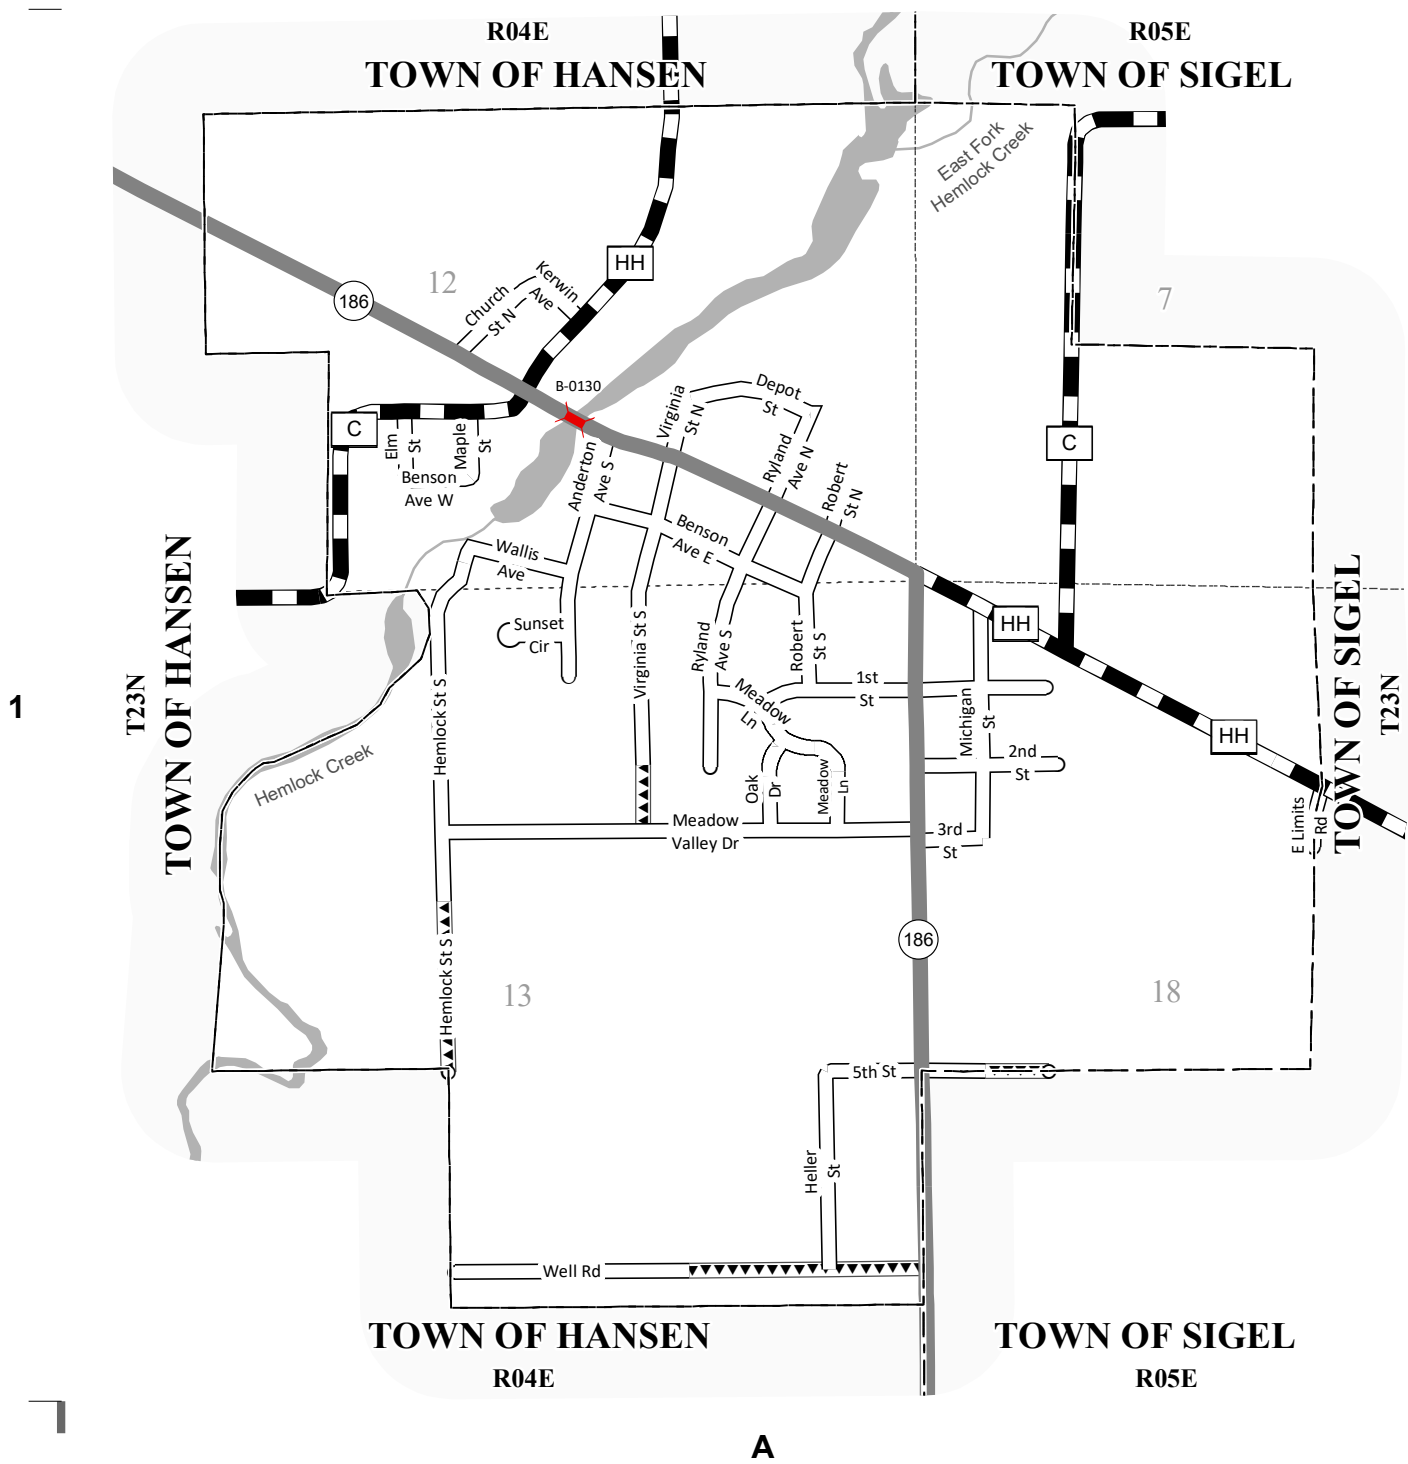 R04E
R05E
TOWN OF HANSEN
TOWN OF SIGEL
East Fork
Hemlock Creek
HH
12
7
186
Church
St N
Kerwin
Ave
B-0130
C
Elm
St
Maple
St
Benson
Ave W
Anderton
Ave S
Virginia
St N
Depot
St
Ryland
Ave N
Robert
St N
C
Benson
Ave E
Wallis
Ave
Sunset
Cir
TOWN OF HANSEN
T23N
1
Hemlock St S
Virginia St S
Ryland
Ave S
Robert
St S
HH
1st
St
Michigan
St
Meadow
Ln
2nd
St
HH
TOWN OF SIGEL
T23N
Hemlock Creek
Oak
Dr
Meadow
Ln
Meadow
Valley Dr
3rd
St
E Limits
Rd
186
Hemlock St S
13
18
5th St
Heller
St
Well Rd
TOWN OF HANSEN
TOWN OF SIGEL
R04E
R05E
A